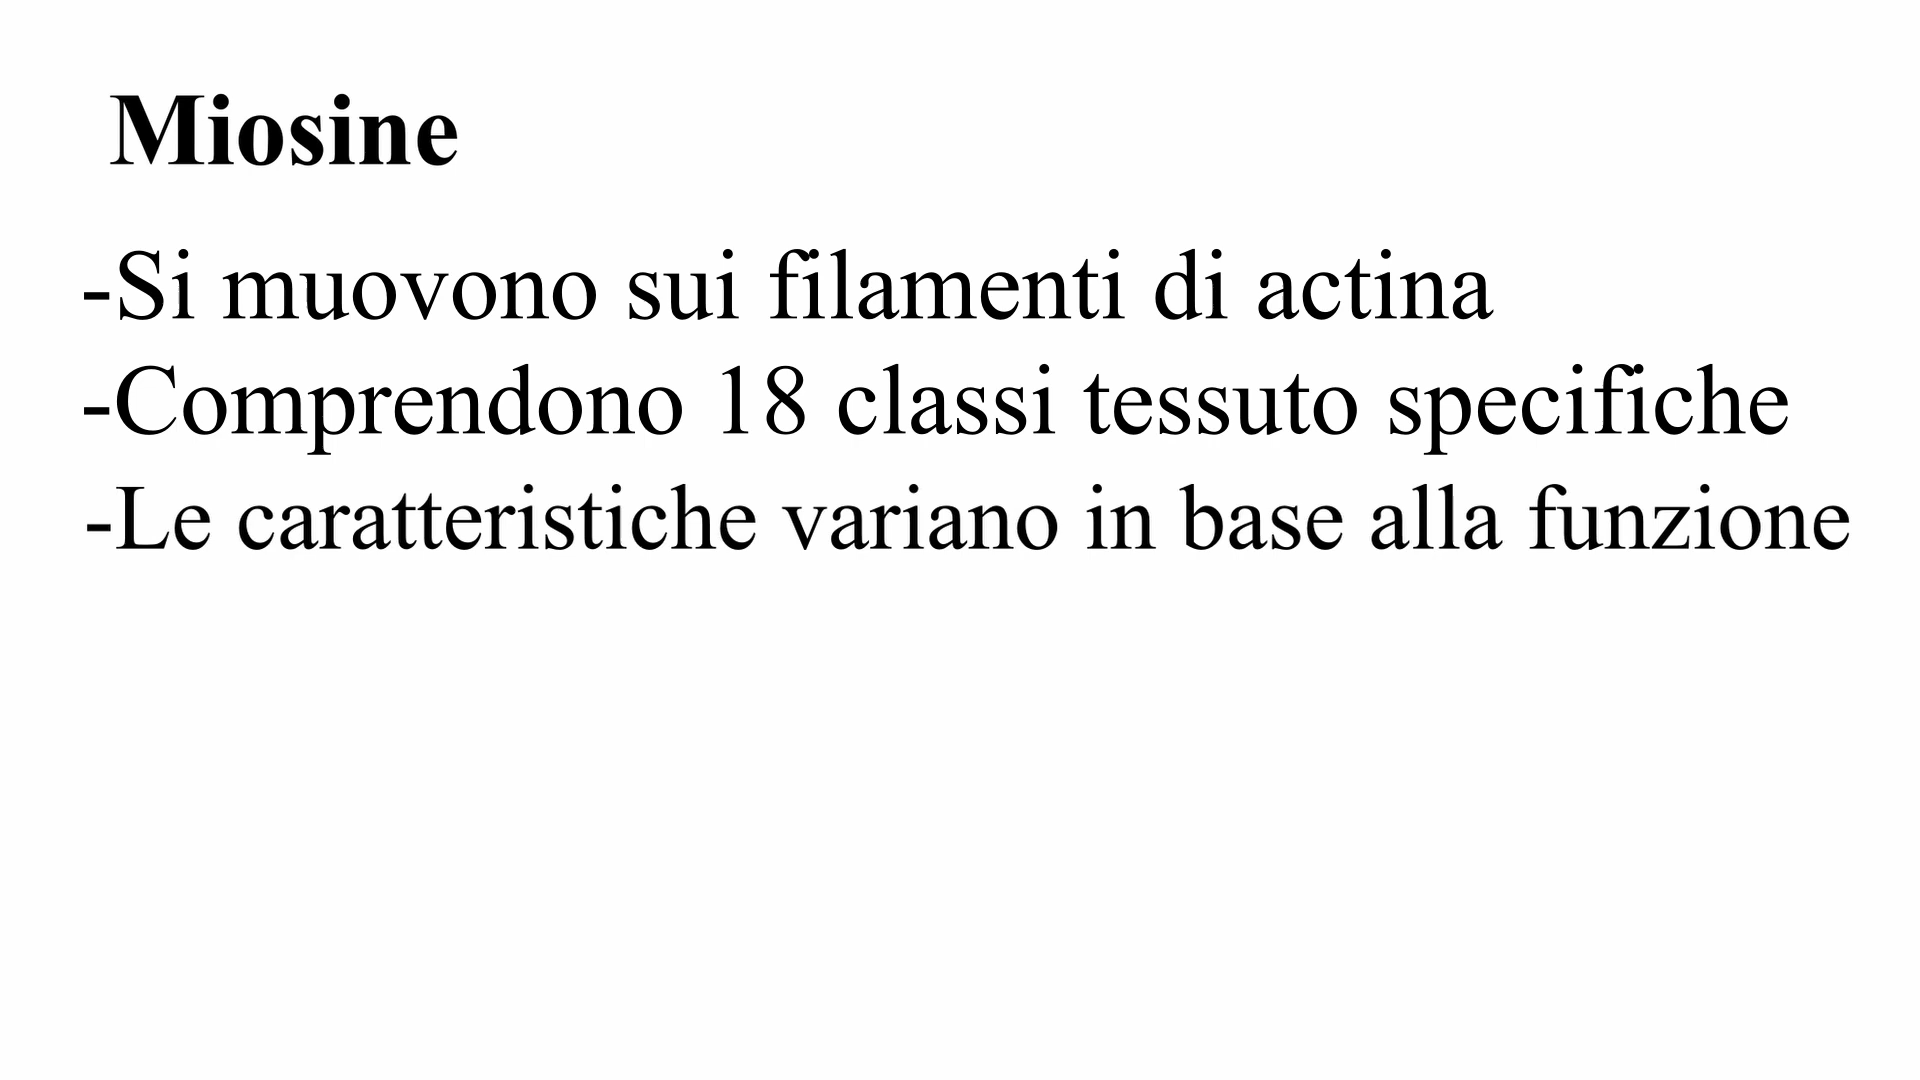 Miosine
-Si muovono sui filamenti di actina
-Comprendono 18 classi tessuto specifiche
-Le caratteristiche variano in base alla funzione